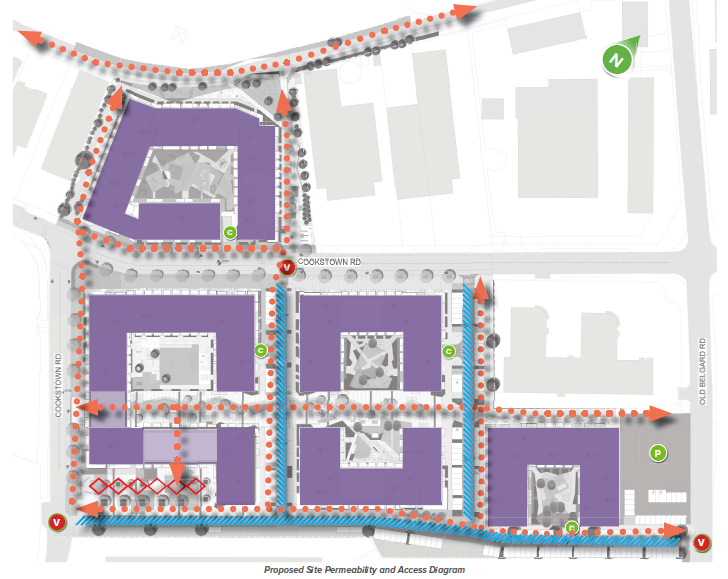 N
C
V
COOKSTOWN RD
C
C
COOKSTOWN RD
OLD BELGARD RD
P
V
V
Proposed Site Permeability and Access Diagram